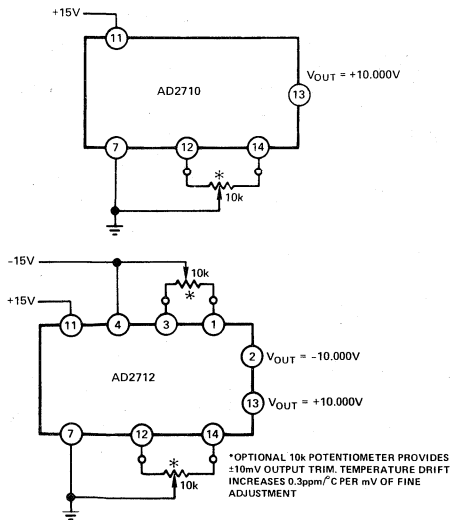 +15V
11
AD2710
VOUT = +10.000V
13
7
12
14
*
10k
-15V
10k
*
+15V
11
4
3
1
2
VOUT = -10.000V
AD2712
13
VOUT = +10.000V
7
12
14
*
10k
*OPTIONAL 10k POTENTIOMETER PROVIDES
±10mV OUTPUT TRIM. TEMPERATURE DRIFT
INCREASES 0.3ppm/°C PER mV OF FINE
ADJUSTMENT